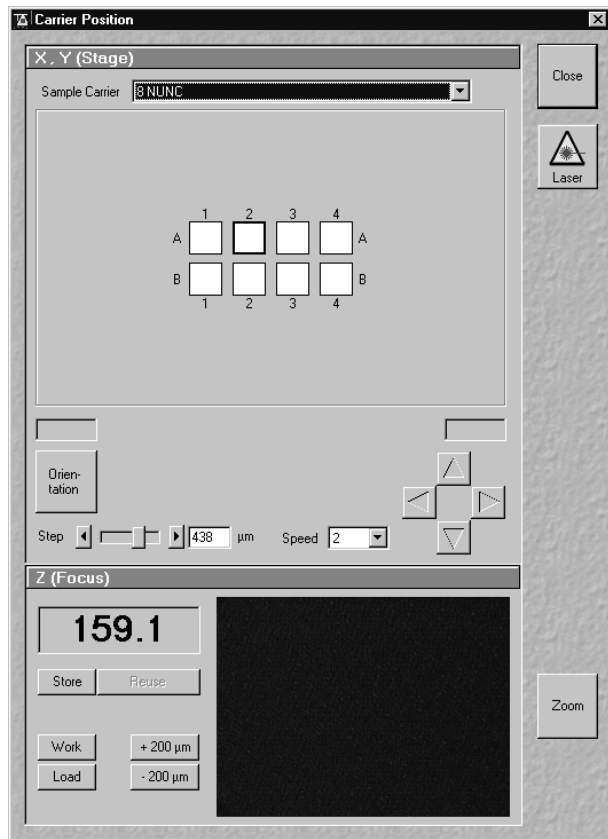 Carrier Position
X , Y (Stage)
Close
Sample Carrier 8 NUNC
Laser
1 2 3 4
A A
B B
1 2 3 4
Orien-
tation
Step 438 µm Speed 2
Z (Focus)
159.1
Store Reuse
Zoom
Work + 200 µm
Load - 200 µm